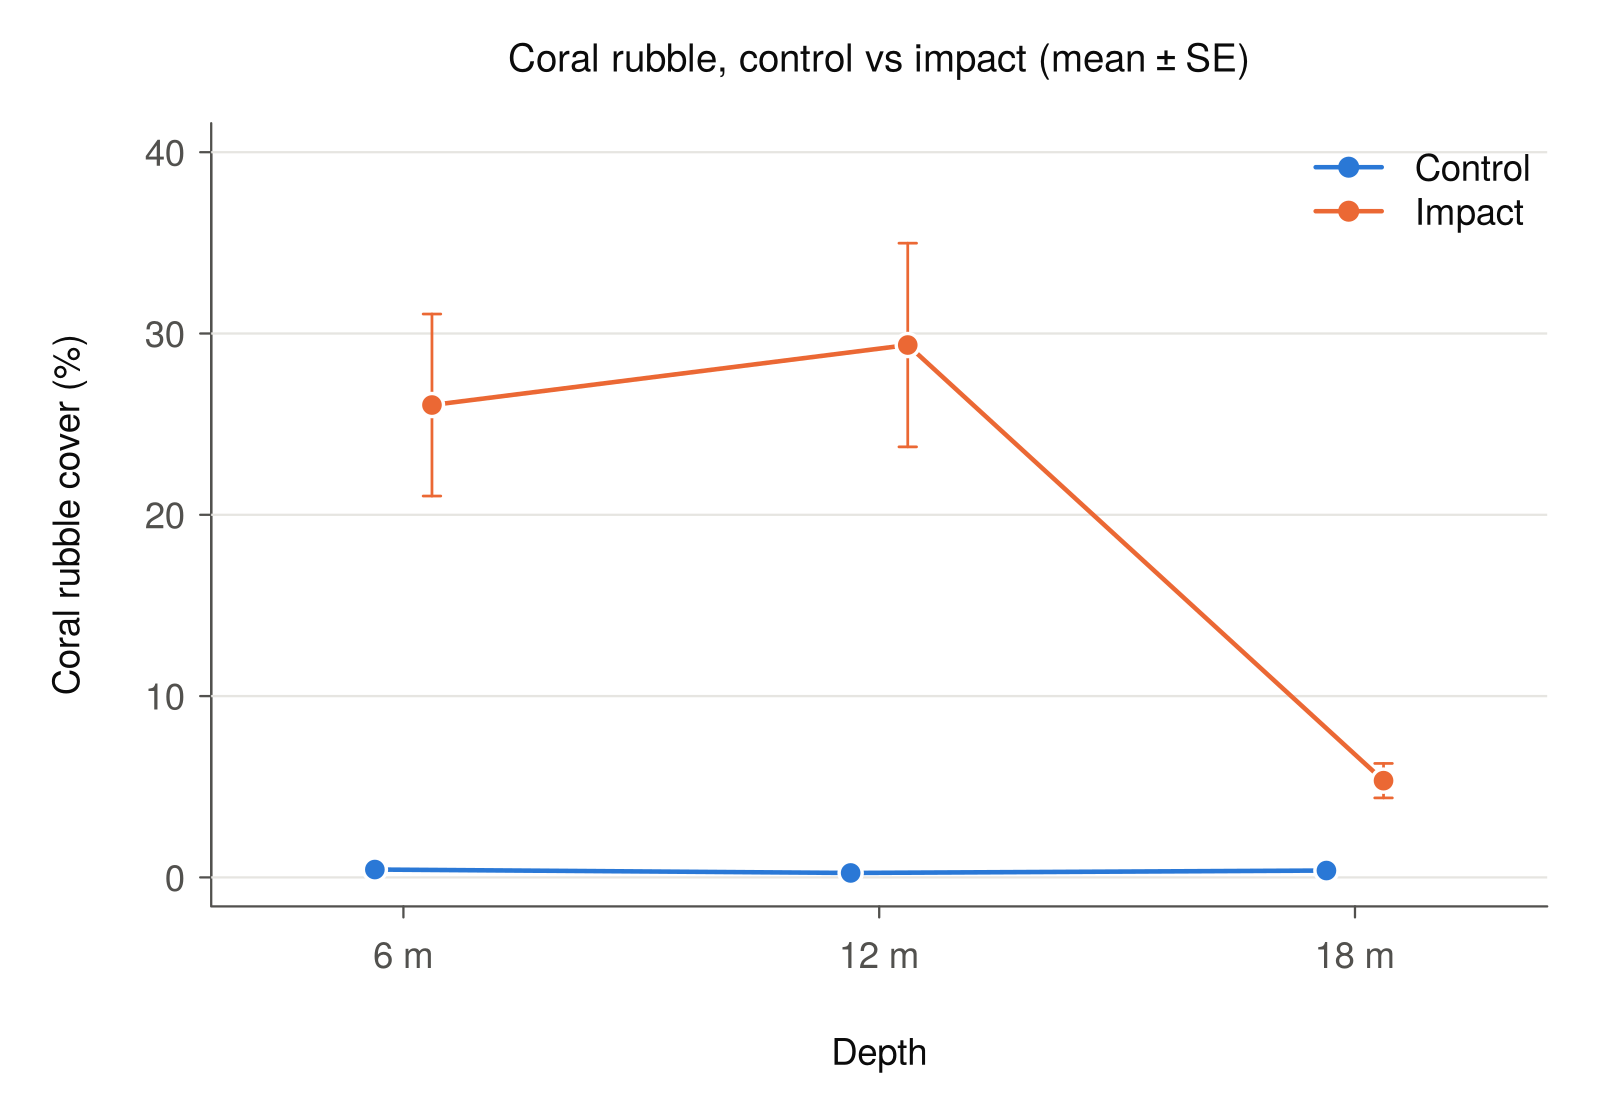 Coral rubble, control vs impact (mean ± SE)
40
30
20
10
0
Coral rubble cover (%)
Control
Impact
6 m
12 m
18 m
Depth